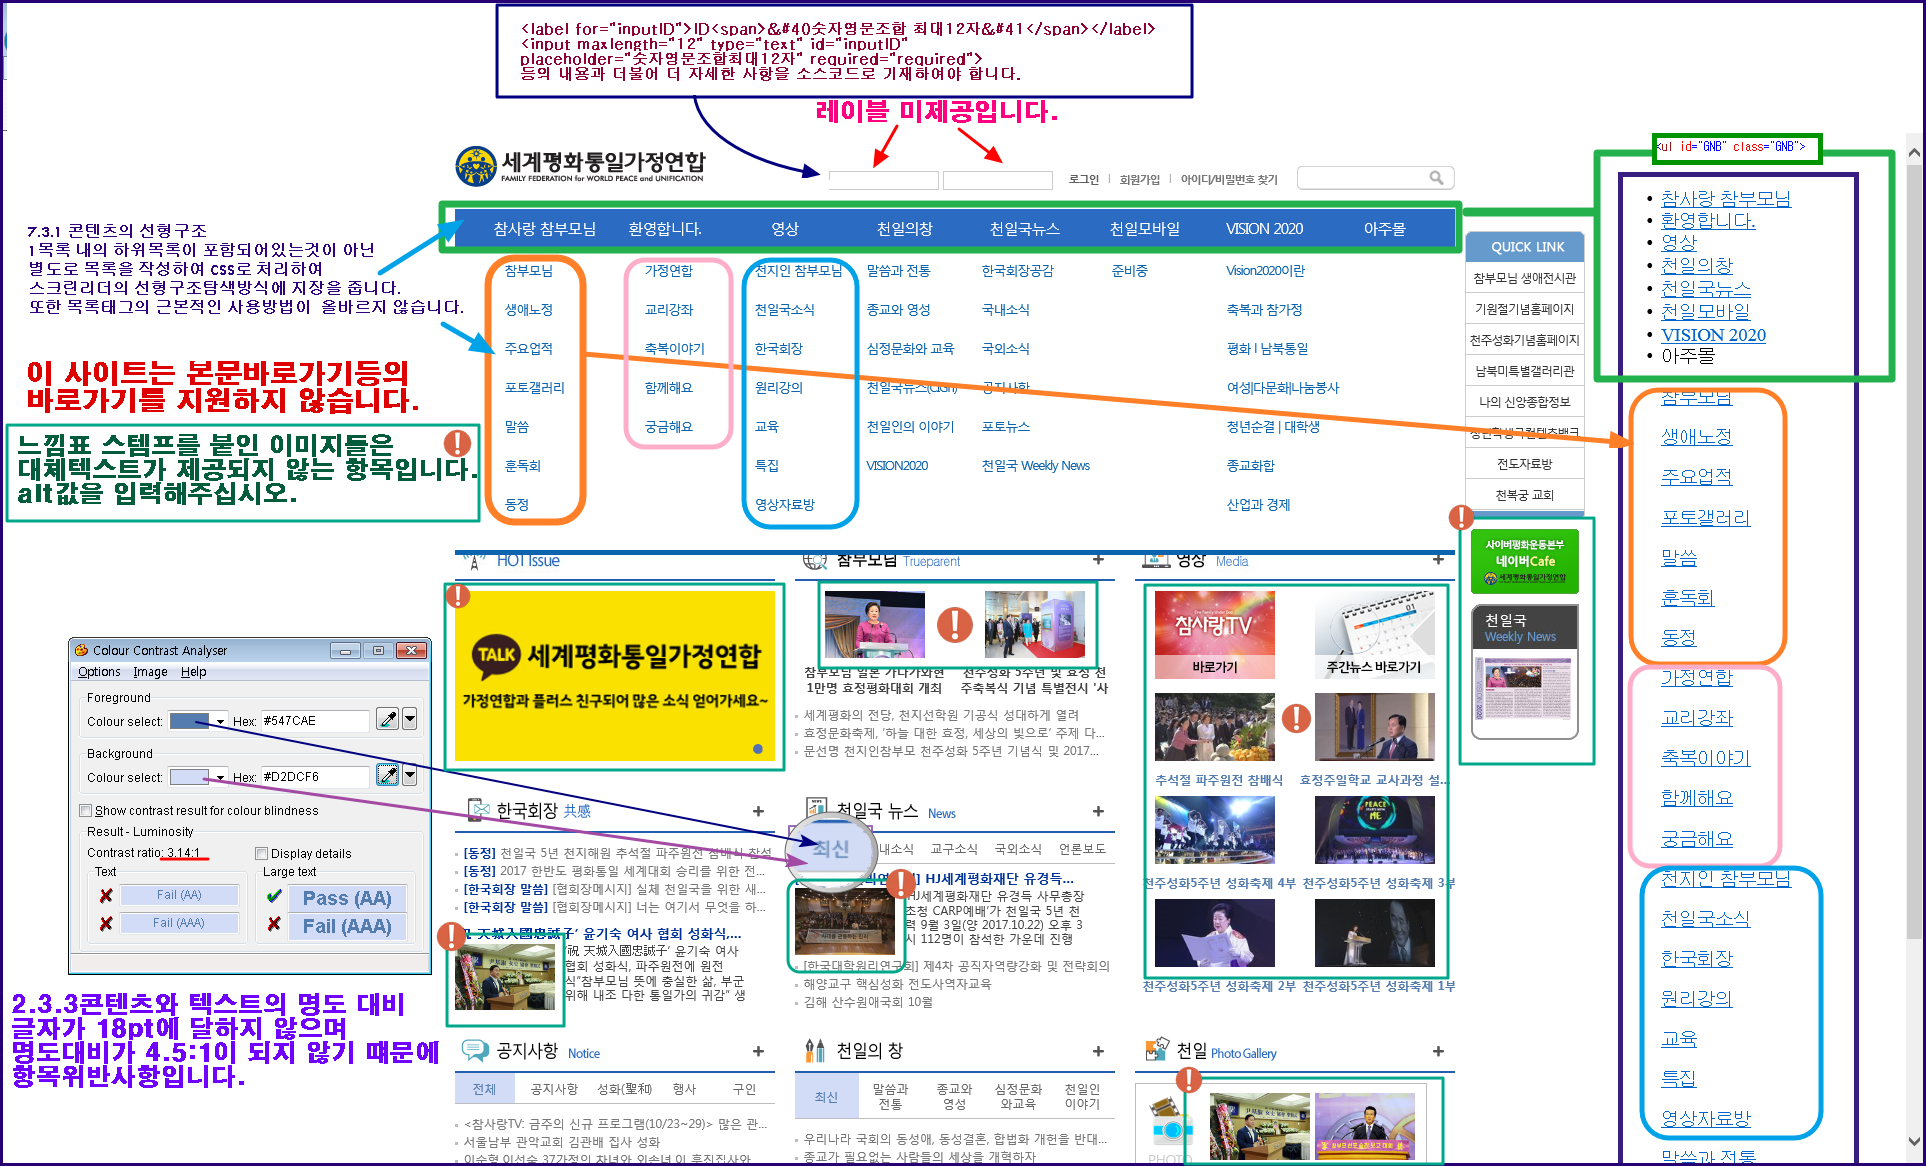 <label for="inputID">ID<span>&#40숫자영문조합 최대12자&#41</span></label>
<input maxlength="12" type="text" id="inputID"
placeholder="숫자영문조합최대12자" required="required">
등의 내용과 더불어 더 자세한 사항을 소스코드로 기재하여야 합니다.
레이블 미제공입니다.
세계평화통일가정연합
FAMILY FEDERATION for WORLD PEACE and UNIFICATION
로그인 | 회원가입 | 아이디/비밀번호 찾기
참사랑 참부모님 환영합니다. 영상 천일의창 천일국뉴스 천일모바일 VISION 2020 아주몰
참부모님 가정연합 천지인 참부모님 말씀과 전통 한국회장공감 준비중 Vision2020이란
생애노정 교리강좌 천일국소식 종교와 영성 국내소식 축복과 참가정
주요업적 축복이야기 한국회장 심정문화와 교육 국외소식 평화 l 남북통일
포토갤러리 함께해요 원리강의 천일국뉴스(CIGN) 공지사항 여성|다문화|나눔봉사
말씀 궁금해요 교육 천일인의 이야기 포토뉴스 청년순결 | 대학생
훈독회 특집 VISION2020 천일국 Weekly News 종교화합
동정 영상자료방 산업과 경제
7.3.1 콘텐츠의 선형구조
1목록 내의 하위목록이 포함되어있는것이 아닌
별도로 목록을 작성하여 css로 처리하여
스크린리더의 선형구조탐색방식에 지장을 줍니다.
또한 목록태그의 근본적인 사용방법이 올바르지 않습니다.
이 사이트는 본문바로가기등의
바로가기를 지원하지 않습니다.
느낌표 스템프를 붙인 이미지들은
대체텍스트가 제공되지 않는 항목입니다.
alt값을 입력해주십시오.
QUICK LINK
참부모님 생애전시관
기원절기념홈페이지
천주성화기념홈페이지
남북미특별갤러리관
나의 신앙종합정보
전도자료방
천복궁 교회
사이버평화운동본부
네이버Cafe
세계평화통일가정연합
천일국
Weekly News
<ul id="GNB" class="GNB">
참사랑 참부모님
환영합니다.
영상
천일의창
천일국뉴스
천일모바일
VISION 2020
아주몰
참부모님
생애노정
주요업적
포토갤러리
말씀
훈독회
동정
가정연합
교리강좌
축복이야기
함께해요
궁금해요
천지인 참부모님
천일국소식
한국회장
원리강의
교육
특집
영상자료방
말씀과 전통
HOT Issue
TALK 세계평화통일가정연합
가정연합과 플러스 친구되어 많은 소식 얻어가세요~
참부모님 Trueparent +
참부모님 일본 가나가와현
1만명 효정평화대회 개최
천주성화 5주년 및 효정 천
주축복식 기념 특별전시 '사
세계평화의 전당, 천지선학원 기공식 성대하게 열려
효정문화축제, '하늘 대한 효정, 세상의 빛으로' 주제 다...
문선명 천지인참부모 천주성화 5주년 기념식 및 2017...
영상 Media +
참사랑TV
바로가기
주간뉴스 바로가기
추석절 파주원전 참배식 효정주일학교 교사과정 설...
천주성화5주년 성화축제 4부 천주성화5주년 성화축제 3부
천주성화5주년 성화축제 2부 천주성화5주년 성화축제 1부
Colour Contrast Analyser
Options Image Help
Foreground
Colour select: Hex: #547CAE
Background
Colour select: Hex: #D2DCF6
Show contrast result for colour blindness
Result - Luminosity
Contrast ratio: 3.14:1 Display details
Text Large text
Fail (AA) Pass (AA)
Fail (AAA) Fail (AAA)
2.3.3콘텐츠와 텍스트의 명도 대비
글자가 18pt에 달하지 않으며
명도대비가 4.5:1이 되지 않기 때문에
항목위반사항입니다.
한국회장 共感 +
[동정] 천일국 5년 천지해원 추석절 파주원전 참배식 참석
[동정] 2017 한반도 평화통일 세계대회 승리를 위한 전...
[한국회장 말씀] [협회장메시지] 실체 천일국을 위한 새...
[한국회장 말씀] [협회장메시지] 너는 여기서 무엇을 하...
天城入國忠誠子' 윤기숙 여사 협회 성화식,...
'祝 天城入國忠誠子' 윤기숙 여사
협회 성화식, 파주원전에 원전
식"참부모님 뜻에 충실한 삶, 부군
위해 내조 다한 통일가의 귀감" 생
천일국 뉴스 News +
최신 내소식 교구소식 국외소식 언론보도
HJ세계평화재단 유경득...
HJ세계평화재단 유경득 사무총장
초청 CARP예배'가 천일국 5년 천
력 9월 3일(양 2017.10.22) 오후 3
시 112명이 참석한 가운데 진행
[한국대학원리연구회] 제4차 공직자역량강화 및 전략회의
해양교구 핵심성화 전도사역자교육
김해 산수원애국회 10월
공지사항 Notice +
전체 공지사항 성화(聖和) 행사 구인
<참사랑TV: 금주의 신규 프로그램(10/23~29)> 많은 관...
서울남부 관악교회 김관배 집사 성화
천일의 창 +
최신 말씀과 전통 종교와 영성 심정문화와교육 천일인 이야기
우리나라 국회의 동성애, 동성결혼, 합법화 개헌을 반대...
종교가 필요없는 사람들의 세상을 개혁하자
천일 Photo Gallery +
PHOTO